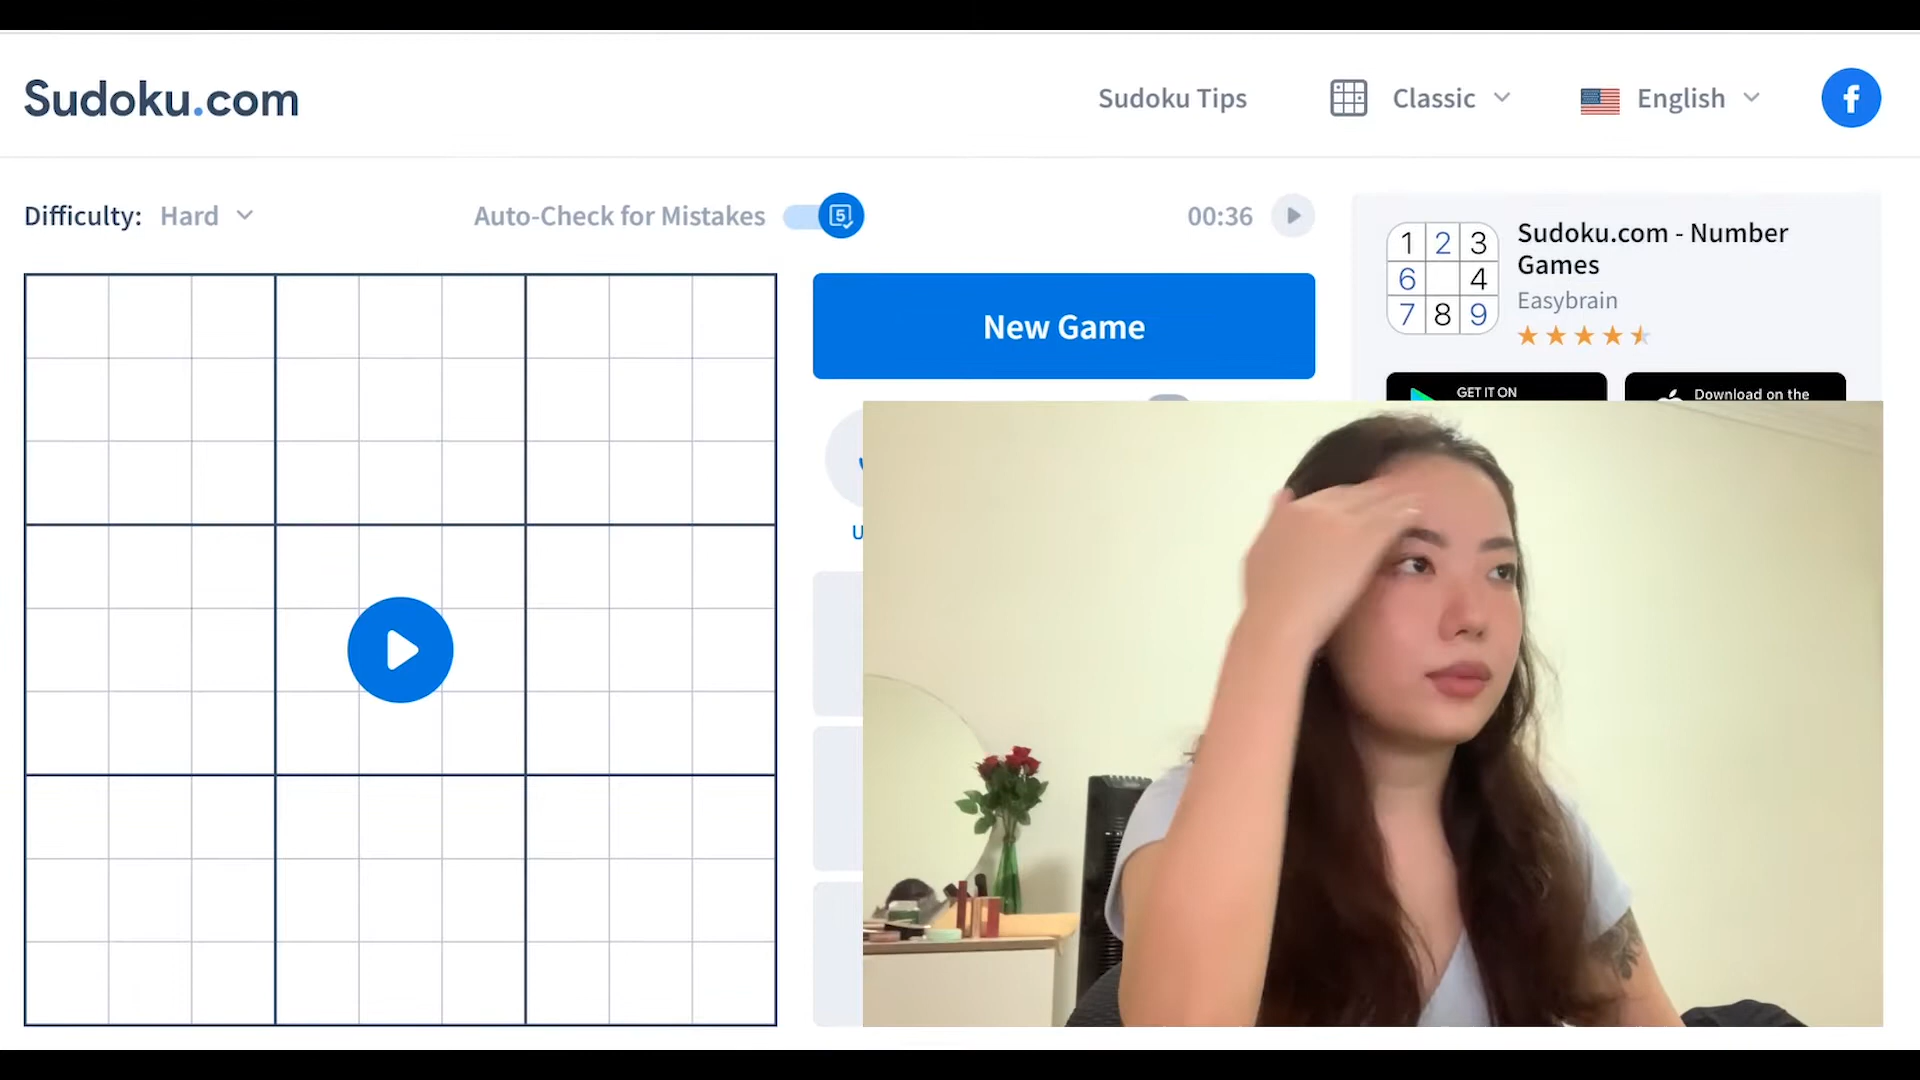 Sudoku.com
Sudoku Tips
Classic
English
f
Difficulty: Hard
Auto-Check for Mistakes
5
00:36
New Game
1 2 3
6 4
7 8 9
Sudoku.com - Number
Games
Easybrain
GET IT ON
Download on the
U